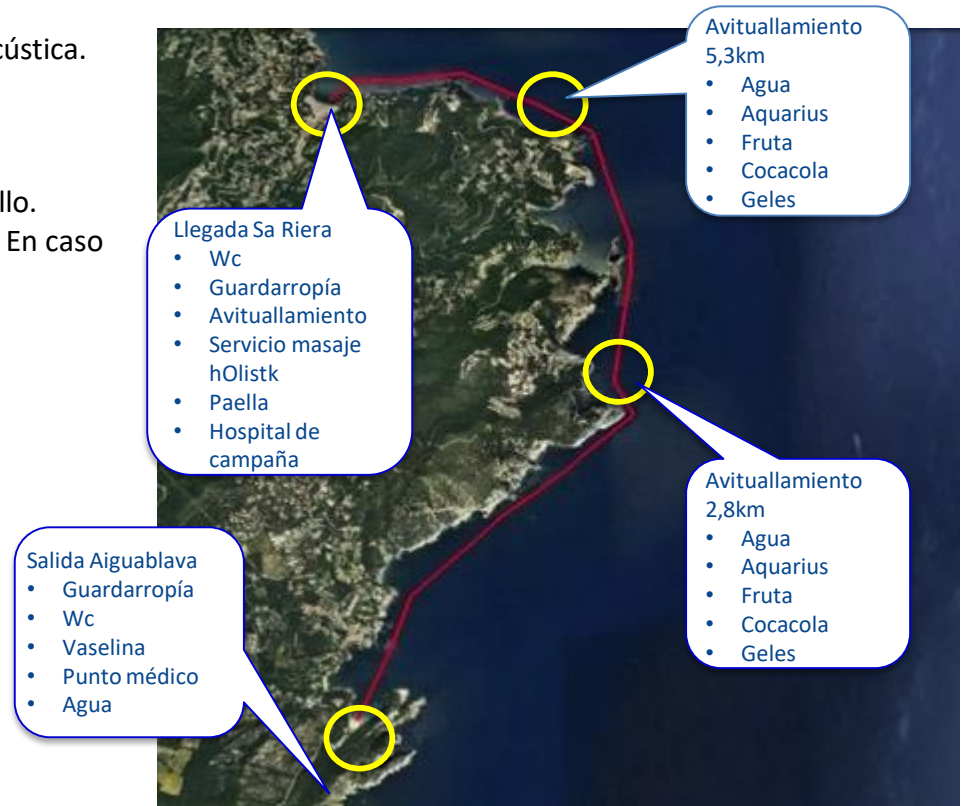 cústica.
llo.
En caso
Avituallamiento
5,3km
• Agua
• Aquarius
• Fruta
• Cocacola
• Geles
Llegada Sa Riera
• Wc
• Guardarropía
• Avituallamiento
• Servicio masaje
hOlistk
• Paella
• Hospital de
campaña
Avituallamiento
2,8km
• Agua
• Aquarius
• Fruta
• Cocacola
• Geles
Salida Aiguablava
• Guardarropía
• Wc
• Vaselina
• Punto médico
• Agua